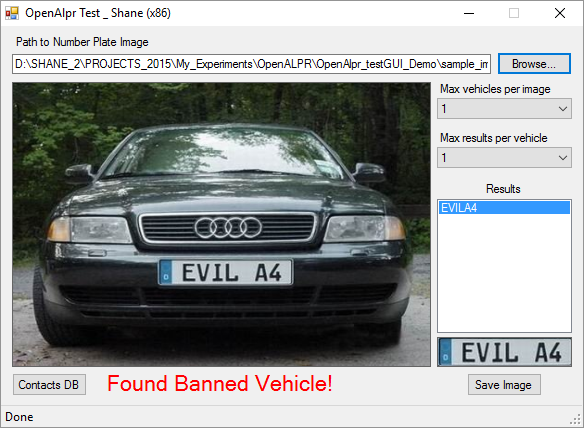 OpenAlpr Test _ Shane (x86)
Path to Number Plate Image
D:\SHANE_2\PROJECTS_2015\My_Experiments\OpenALPR\OpenAlpr_testGUI_Demo\sample_im
Browse...
Max vehicles per image
1
Max results per vehicle
1
Results
EVILA4
D EVIL A4
D EVIL A4
Contacts DB
Found Banned Vehicle!
Save Image
Done